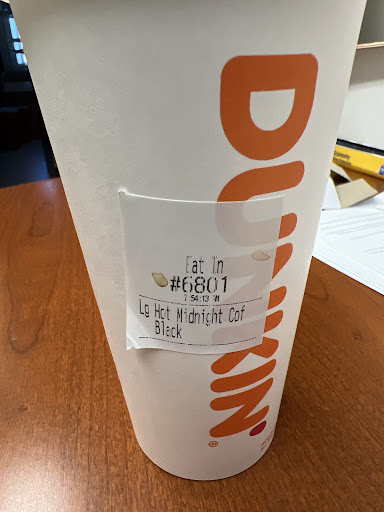 DUNKIN'
Eat In
#6801
7:54:13 AM
Lg Hot Midnight Cof
Black